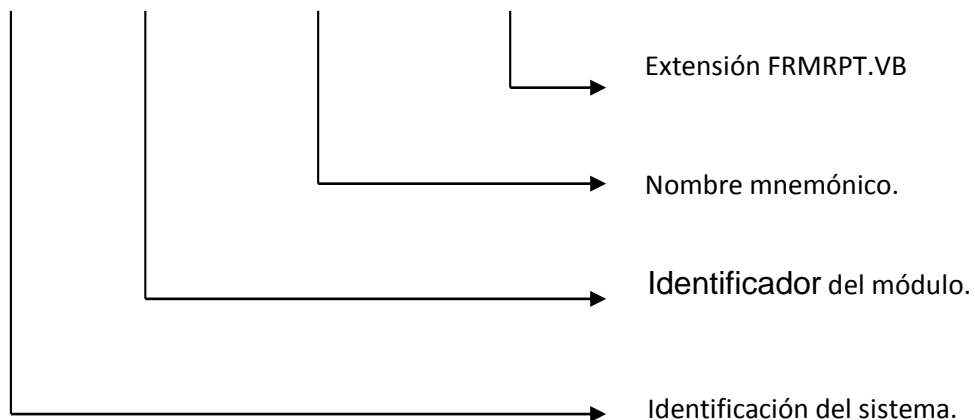 Extensión FRMRPT.VB
Nombre mnemónico.
Identificador del módulo.
Identificación del sistema.